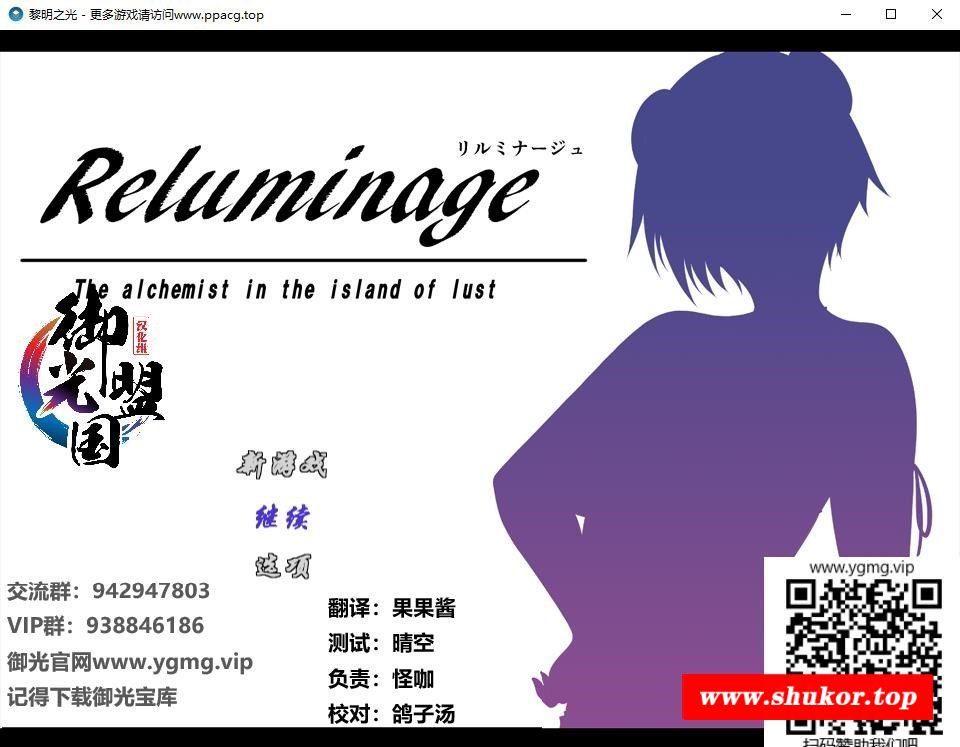 黎明之光 - 更多游戏请访问www.ppacg.top
リルミナージュ
Reluminage
The alchemist in the island of lust
御光盟国
汉化组
新游戏
继续
选项
交流群：942947803
VIP群：938846186
御光官网www.ygmg.vip
记得下载御光宝库
翻译：果果酱
测试：晴空
负责：怪咖
校对：鸽子汤
www.ygmg.vip
www.shukor.top
扫码赞助我们吧